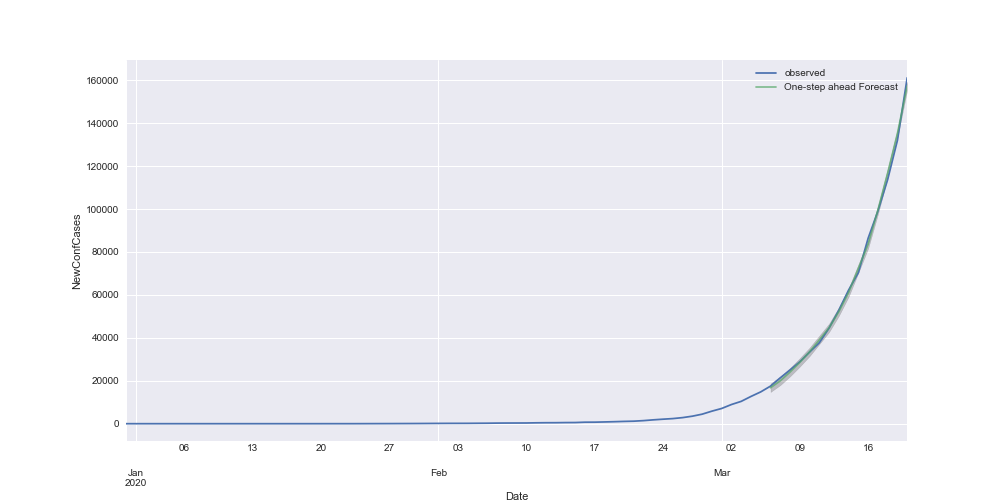 160000
140000
120000
100000
80000
60000
40000
20000
0
NewConfCases
observed
One-step ahead Forecast
06 13 20 27 03 10 17 24 02 09 16
Jan Feb Mar
2020
Date